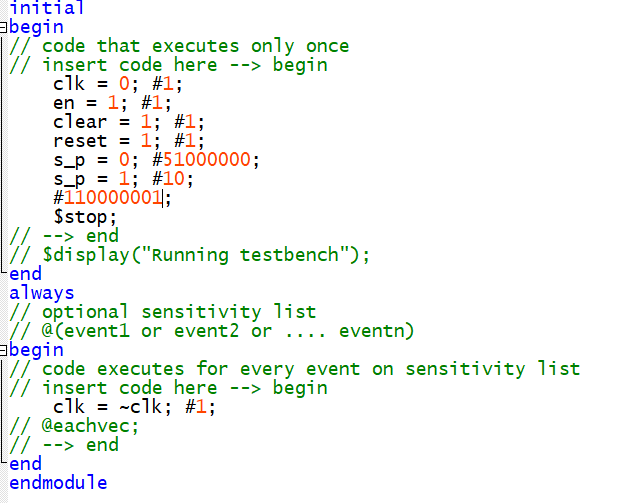 initial
begin
// code that executes only once
// insert code here --> begin
    clk = 0; #1;
    en = 1; #1;
    clear = 1; #1;
    reset = 1; #1;
    s_p = 0; #51000000;
    s_p = 1; #10;
    #110000001;
    $stop;
// --> end
// $display("Running testbench");
end
always
// optional sensitivity list
// @(event1 or event2 or .... eventn)
begin
// code executes for every event on sensitivity list
// insert code here --> begin
    clk = ~clk; #1;
// @eachvec;
// --> end
end
endmodule